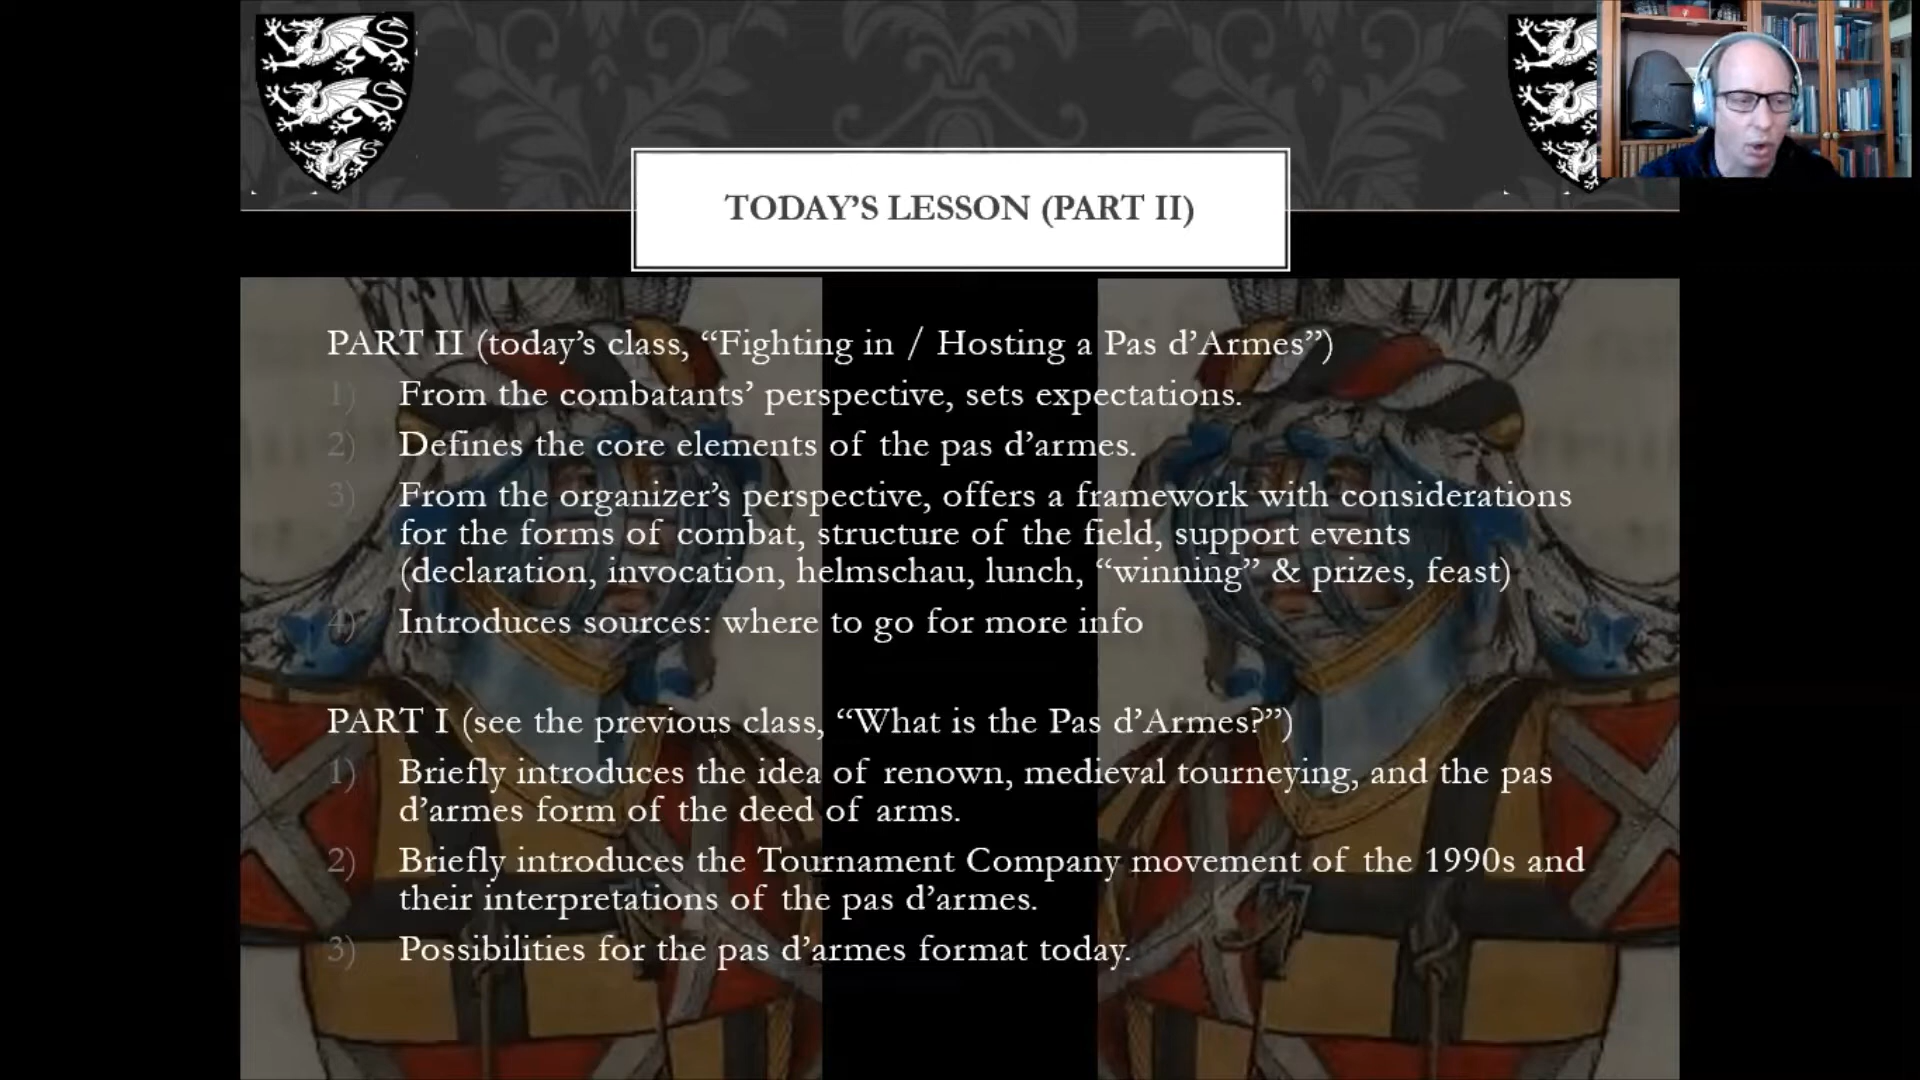 TODAY’S LESSON (PART II)
PART II (today’s class, “Fighting in / Hosting a Pas d’Armes”)
1) From the combatants’ perspective, sets expectations.
2) Defines the core elements of the pas d’armes.
3) From the organizer’s perspective, offers a framework with considerations
for the forms of combat, structure of the field, support events
(declaration, invocation, helmschau, lunch, “winning” & prizes, feast)
4) Introduces sources: where to go for more info
PART I (see the previous class, “What is the Pas d’Armes?”)
1) Briefly introduces the idea of renown, medieval tourneying, and the pas
d’armes form of the deed of arms.
2) Briefly introduces the Tournament Company movement of the 1990s and
their interpretations of the pas d’armes.
3) Possibilities for the pas d’armes format today.